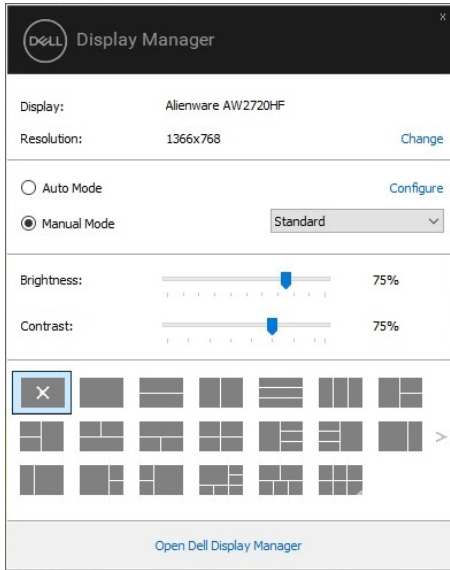 x
DELL Display Manager
Display: Alienware AW2720HF
Resolution: 1366x768 Change
Auto Mode Configure
Manual Mode Standard
Brightness: 75%
Contrast: 75%
Open Dell Display Manager